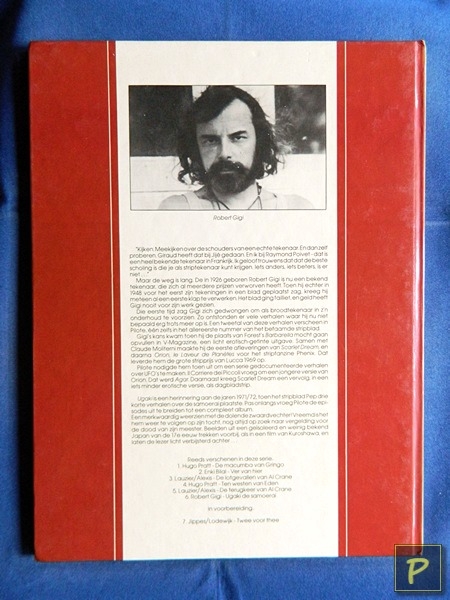 Robert Gigi
"Kijken. Meekijken over de schouders van een echte tekenaar. En dan zelf
proberen. Giraud heeft dat bij Jijé gedaan. En ik bij Raymond Poïvet - dat is
een heel bekende tekenaar in Frankrijk. Ik geloof trouwens dat dat de beste
scholing is die je als striptekenaar kunt krijgen. Iets anders, iets beters, is er
niet . . ."
Maar de weg is lang. De in 1926 geboren Robert Gigi is nu een bekend
tekenaar, die zich al meerdere prijzen verworven heeft. Toen hij echter in
1948 voor het eerst zijn tekeningen in een blad geplaatst zag, kreeg hij
meteen al een eerste klap te verwerken. Het blad ging failliet, en geld heeft
Gigi nooit voor zijn werk gezien.
Die eerste tijd zag Gigi zich gedwongen om als broodtekenaar in z'n
onderhoud te voorzien. Zo ontstonden er vele verhalen waar hij nu niet
bepaald erg trots meer op is. Een tweetal van deze verhalen verscheen in
Pilote, één zelfs in het allereerste nummer van het befaamde stripblad.
Gigi's kans kwam toen hij de plaats van Forest's Barbarella mocht gaan
opvullen in V-Magazine, een licht erotisch-getinte uitgave. Samen met
Claude Moliterni maakte hij de eerste afleveringen van Scarlet Dream, en
daarna Orion, le Laveur de Planètes voor het stripfanzine Phenix. Dat
leverde hem de grote stripprijs van Lucca 1969 op.
Pilote nodigde hem toen uit om een serie gedocumenteerde verhalen
over UFO's te maken. Il Corriere dei Piccoli vroeg om een jongere versie van
Orion. Dat werd Agar. Daarnaast kreeg Scarlet Dream een vervolg, in een
iets minder erotische versie, als dagbladstrip.
Ugaki is een herinnering aan de jaren 1971/72, toen het stripblad Pep drie
korte verhalen over de samoerai plaatste. Pas onlangs vroeg Pilote de epi-
sodes uit te breiden tot een compleet album.
Een merkwaardig weerzien met de dolende zwaardvechter! Vreemd is het
hem weer te volgen op zijn tocht, nog altijd op zoek naar vergelding voor
de dood van zijn meester. Beelden uit een geïsoleerd en weinig bekend
Japan van de 17e eeuw trekken voorbij, als in een film van Kuroshawa, en
laten de lezer licht verbijsterd achter.
Reeds verschenen in deze serie:
1. Hugo Pratt - De macumba van Gringo
2. Enki Bilal - Ver van hier
3. Lauzier/Alexis - De lotgevallen van Al Crane
4. Hugo Pratt - Ten westen van Eden
5. Lauzier/Alexis - De terugkeer van Al Crane
6. Robert Gigi - Ugaki de samoerai
In voorbereiding:
7. Jippes/Lodewijk - Twee voor thee
P